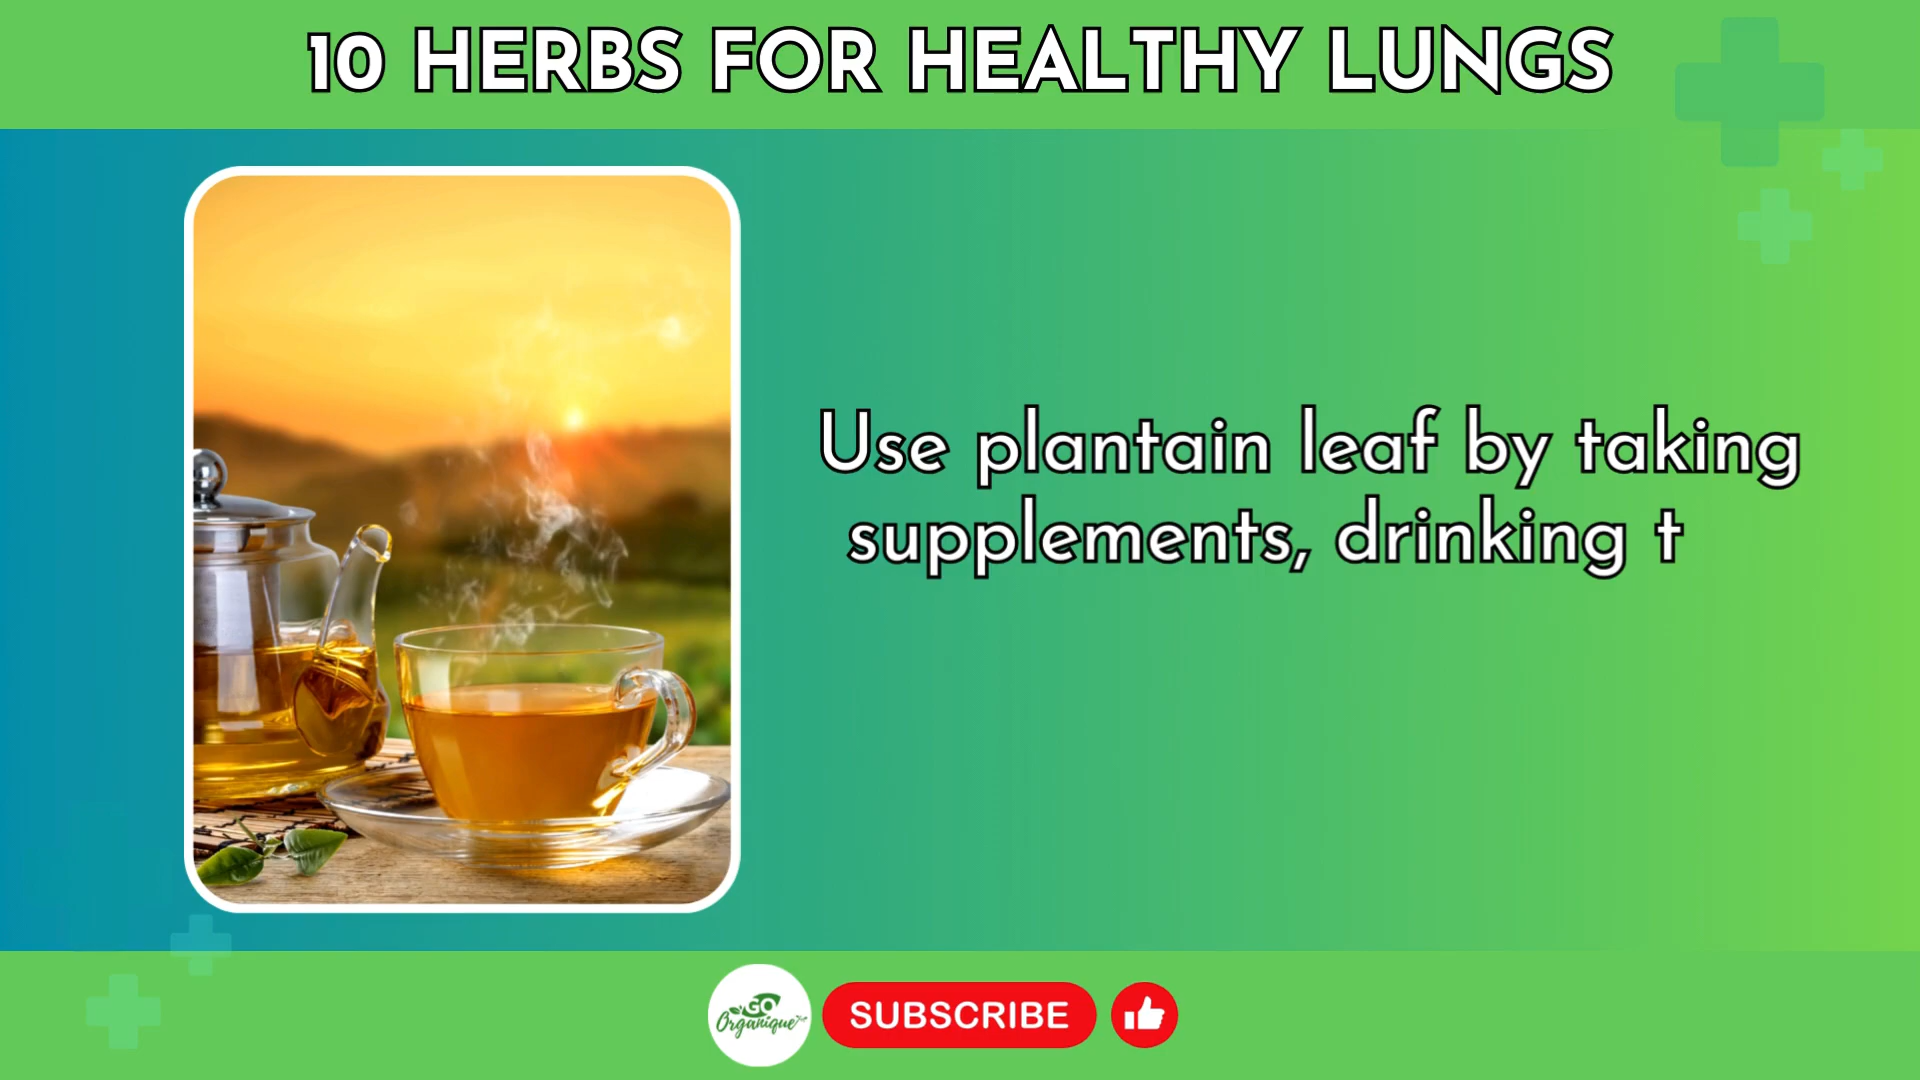 10 HERBS FOR HEALTHY LUNGS
Use plantain leaf by taking
supplements, drinking t
GO
Organique
SUBSCRIBE